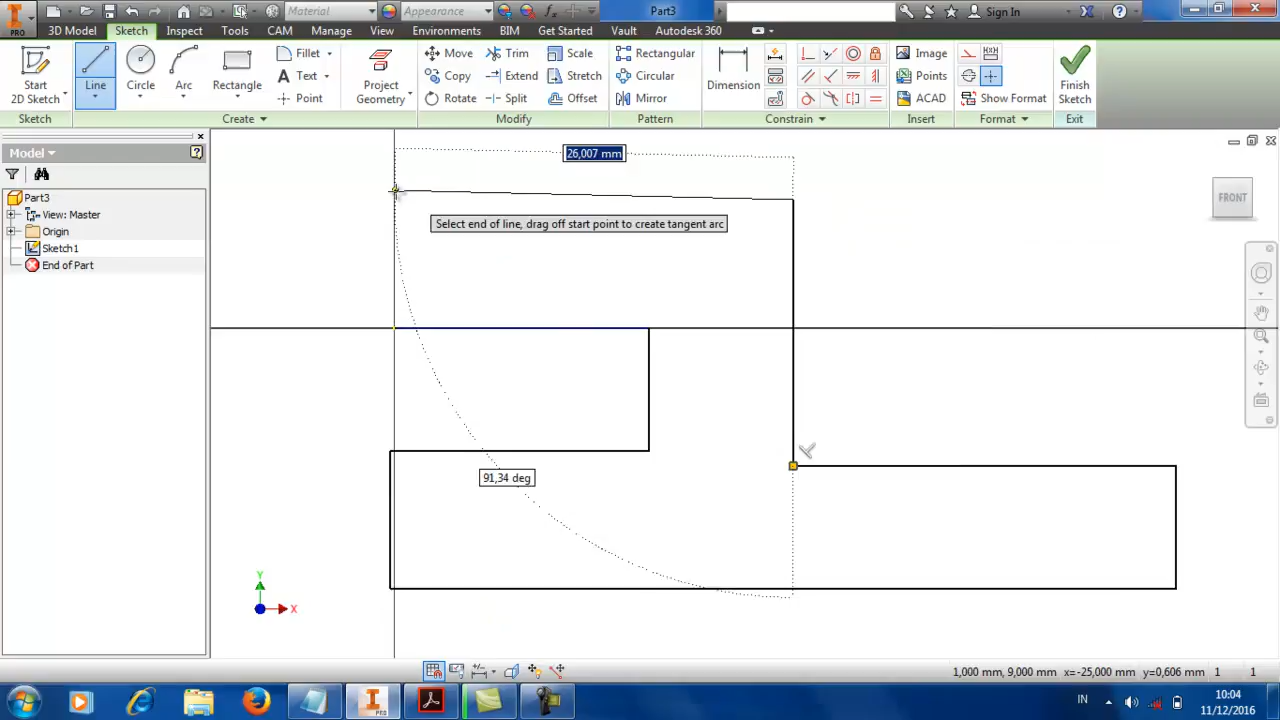 PRO
Material
Appearance
Part3
Sign In
3D Model Sketch Inspect Tools CAM Manage View Environments BIM Get Started Vault Autodesk 360
Start 2D Sketch
Line
Circle
Arc
Rectangle
Fillet
Text
Point
Project Geometry
Move
Copy
Rotate
Trim
Extend
Split
Scale
Stretch
Offset
Rectangular
Circular
Mirror
Dimension
Image
Points
ACAD
Show Format
Finish Sketch
Sketch Create Modify Pattern Constrain Insert Format Exit
Model
Part3
View: Master
Origin
Sketch1
End of Part
26,007 mm
FRONT
Select end of line, drag off start point to create tangent arc
91,34 deg
Y
X
1,000 mm, 9,000 mm x=-25,000 mm y=0,606 mm 1 1
PRO
IN
10:04
11/12/2016